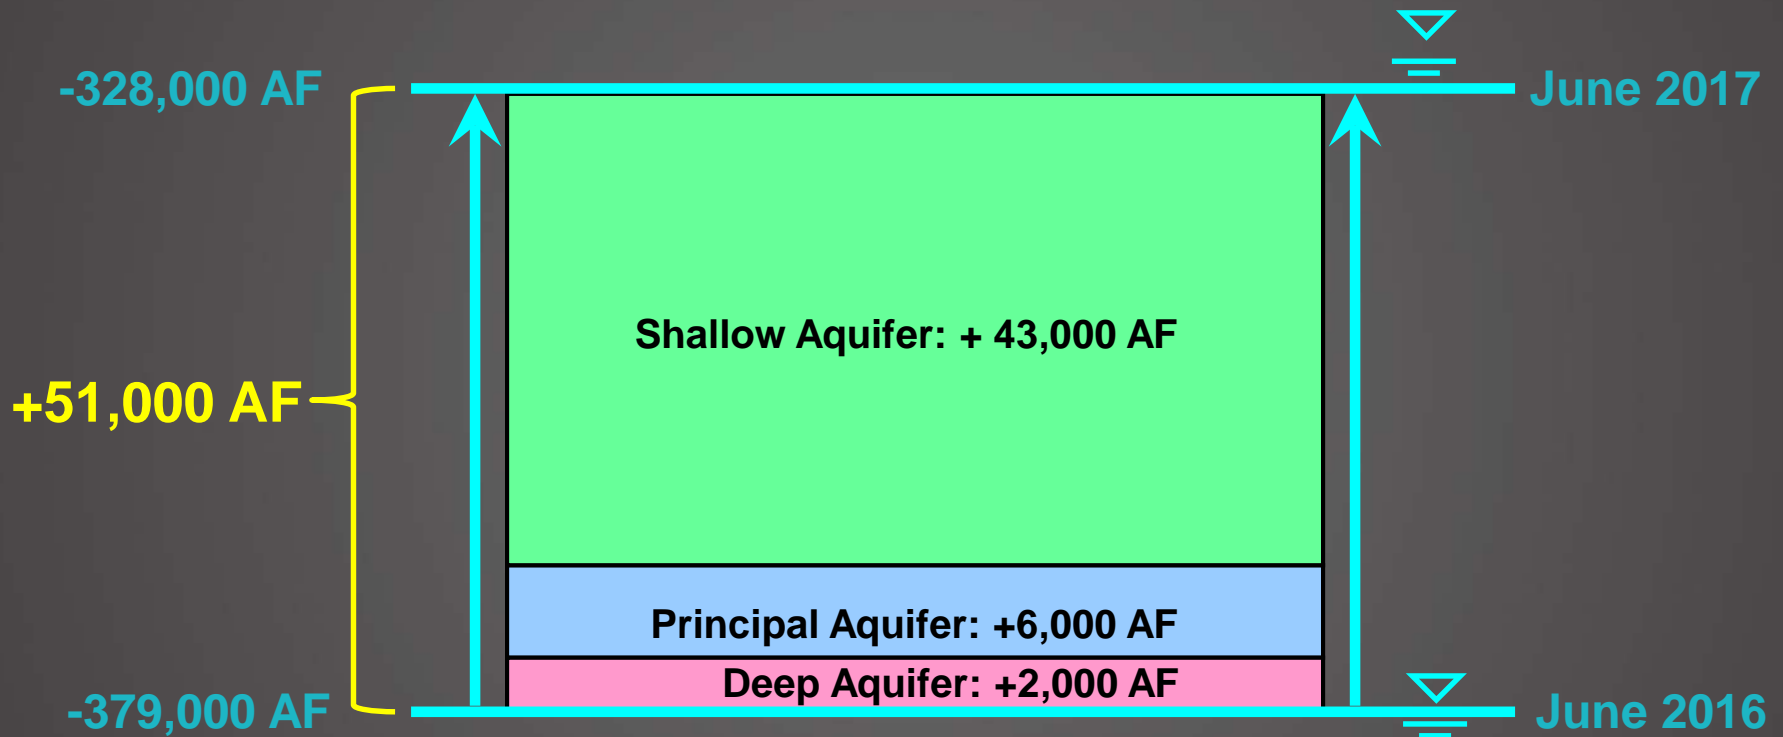 -328,000 AF
June 2017
Shallow Aquifer: + 43,000 AF
+51,000 AF
Principal Aquifer: +6,000 AF
Deep Aquifer: +2,000 AF
-379,000 AF
June 2016